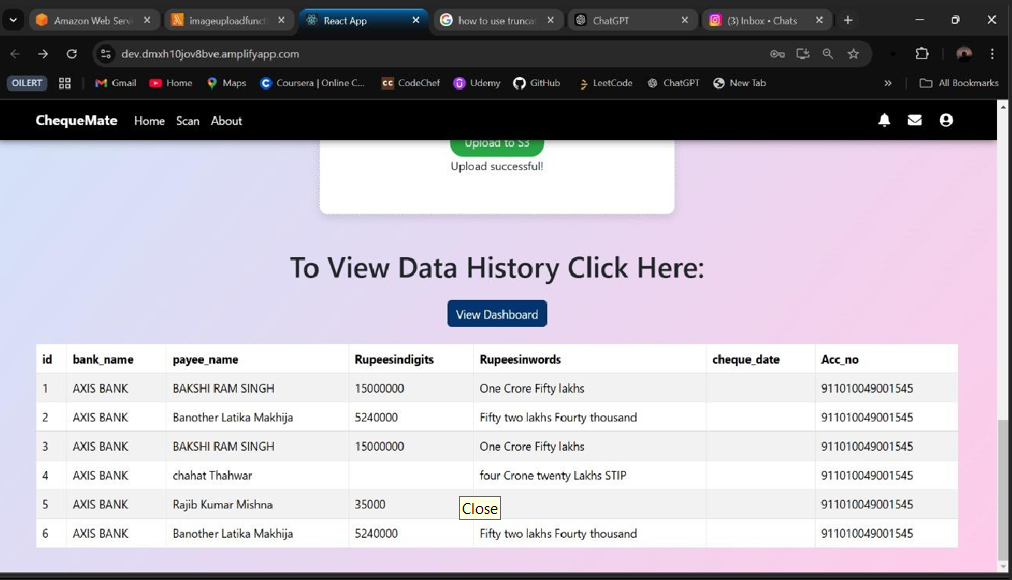 Amazon Web Servi
imageuploadfunct
React App
how to use truncat
ChatGPT
(3) Inbox • Chats
dev.dmxh10jov8bve.amplifyapp.com
OILERT
Gmail
Home
Maps
Coursera | Online C...
CodeChef
Udemy
GitHub
LeetCode
ChatGPT
New Tab
»
All Bookmarks
ChequeMate Home Scan About
Upload to S3
Upload successful!
To View Data History Click Here:
View Dashboard
id bank_name payee_name Rupeesindigits Rupeesinwords cheque_date Acc_no
1 AXIS BANK BAKSHI RAM SINGH 15000000 One Crore Fifty lakhs 911010049001545
2 AXIS BANK Banother Latika Makhija 5240000 Fifty two lakhs Fourty thousand 911010049001545
3 AXIS BANK BAKSHI RAM SINGH 15000000 One Crore Fifty lakhs 911010049001545
4 AXIS BANK chahat Thahwar four Crone twenty Lakhs STIP 911010049001545
5 AXIS BANK Rajib Kumar Mishna 35000 Close 911010049001545
6 AXIS BANK Banother Latika Makhija 5240000 Fifty two lakhs Fourty thousand 911010049001545